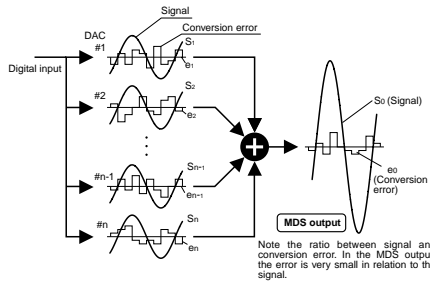 Signal
Conversion error
DAC
#1
S1
e1
Digital input
#2
S2
e2
#n-1
Sn−1
en−1
#n
Sn
en
S0 (Signal)
e0
(Conversion
error)
MDS output
Note the ratio between signal an
conversion error. In the MDS outpu
the error is very small in relation to th
signal.